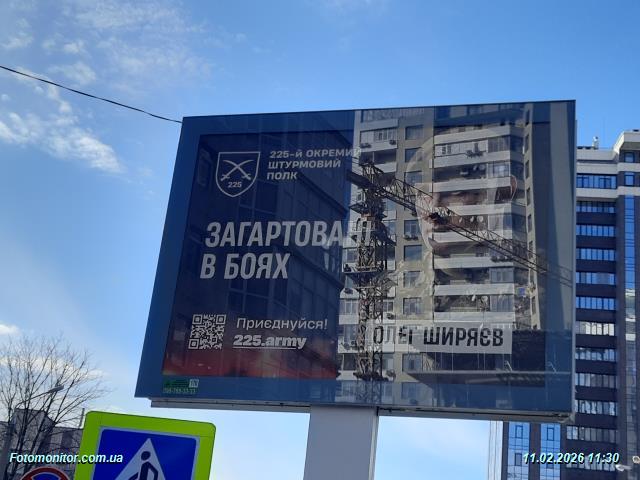 225-й ОКРЕМИЙ
ШТУРМОВИЙ
ПОЛК
225
ЗАГАРТОВАНІ
В БОЯХ
Приєднуйся!
225.army
ОЛЕГ ШИРЯЄВ
Fotomonitor.com.ua
11.02.2026 11:30